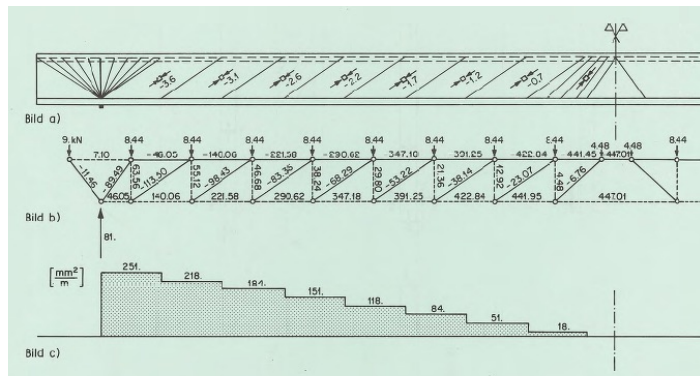 -3.6 -3.1 -2.6 -2.2 -1.7 -1.2 -0.7
Bild a)
9. kN 8.44 8.44 8.44 8.44 8.44 8.44 8.44 8.44 4.48 4.48 8.44
7.10 -46.05 -140.06 -221.58 -290.62 347.10 391.25 422.84 441.45 447.01
-11.46 -89.49 63.56 -113.50 55.12 -98.43 46.68 -83.35 38.24 -68.29 29.80 -53.22 21.36 -38.14 12.92 -23.07 4.48 -6.76
46.05 140.06 221.58 290.62 347.18 391.25 422.84 441.95 447.01
Bild b)
81.
[mm²/m]
251. 218. 184. 151. 118. 84. 51. 18.
Bild c)